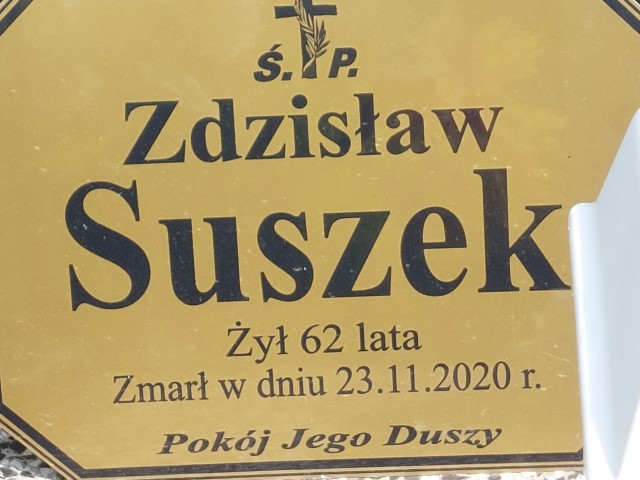 Ś. P.
Zdzisław
Suszek
Żył 62 lata
Zmarł w dniu 23.11.2020 r.
Pokój Jego Duszy